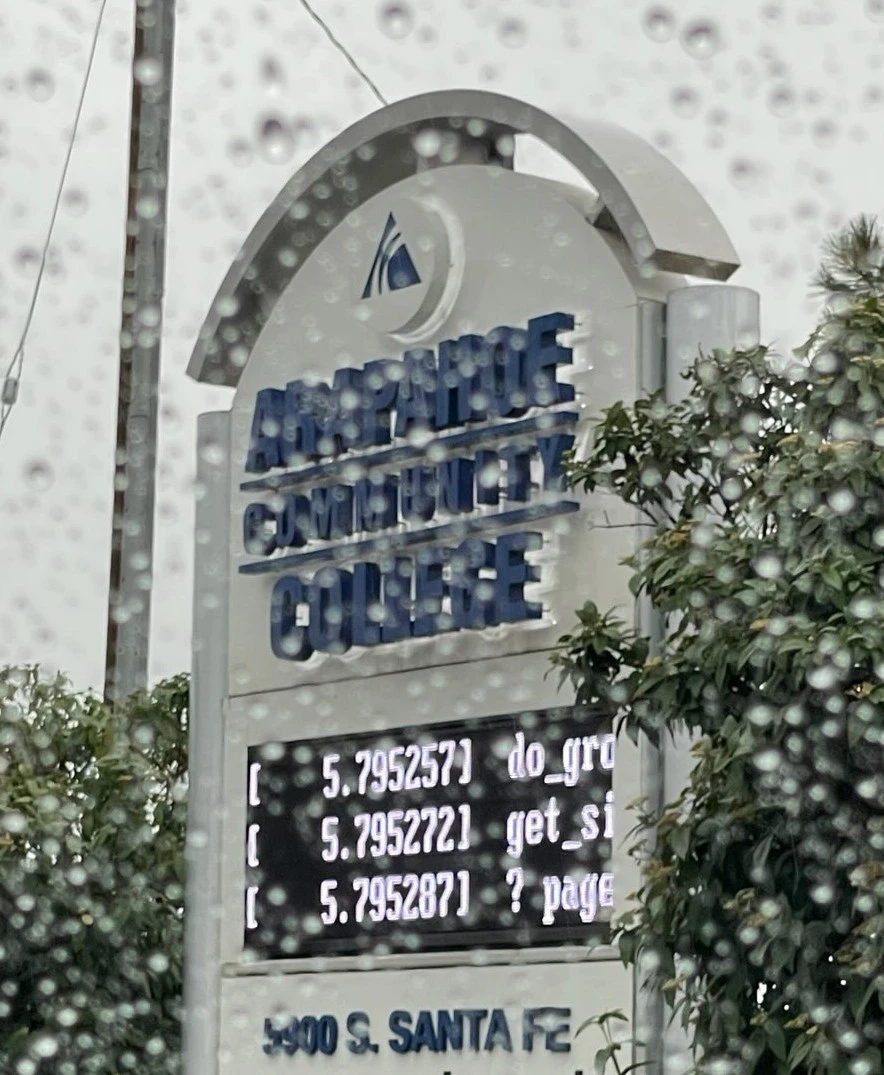 ARAPAHOE
COMMUNITY
COLLEGE
[    5.795257]  do_gro
[    5.795272]  get_si
[    5.795287]  ? page
5900 S. SANTA FE